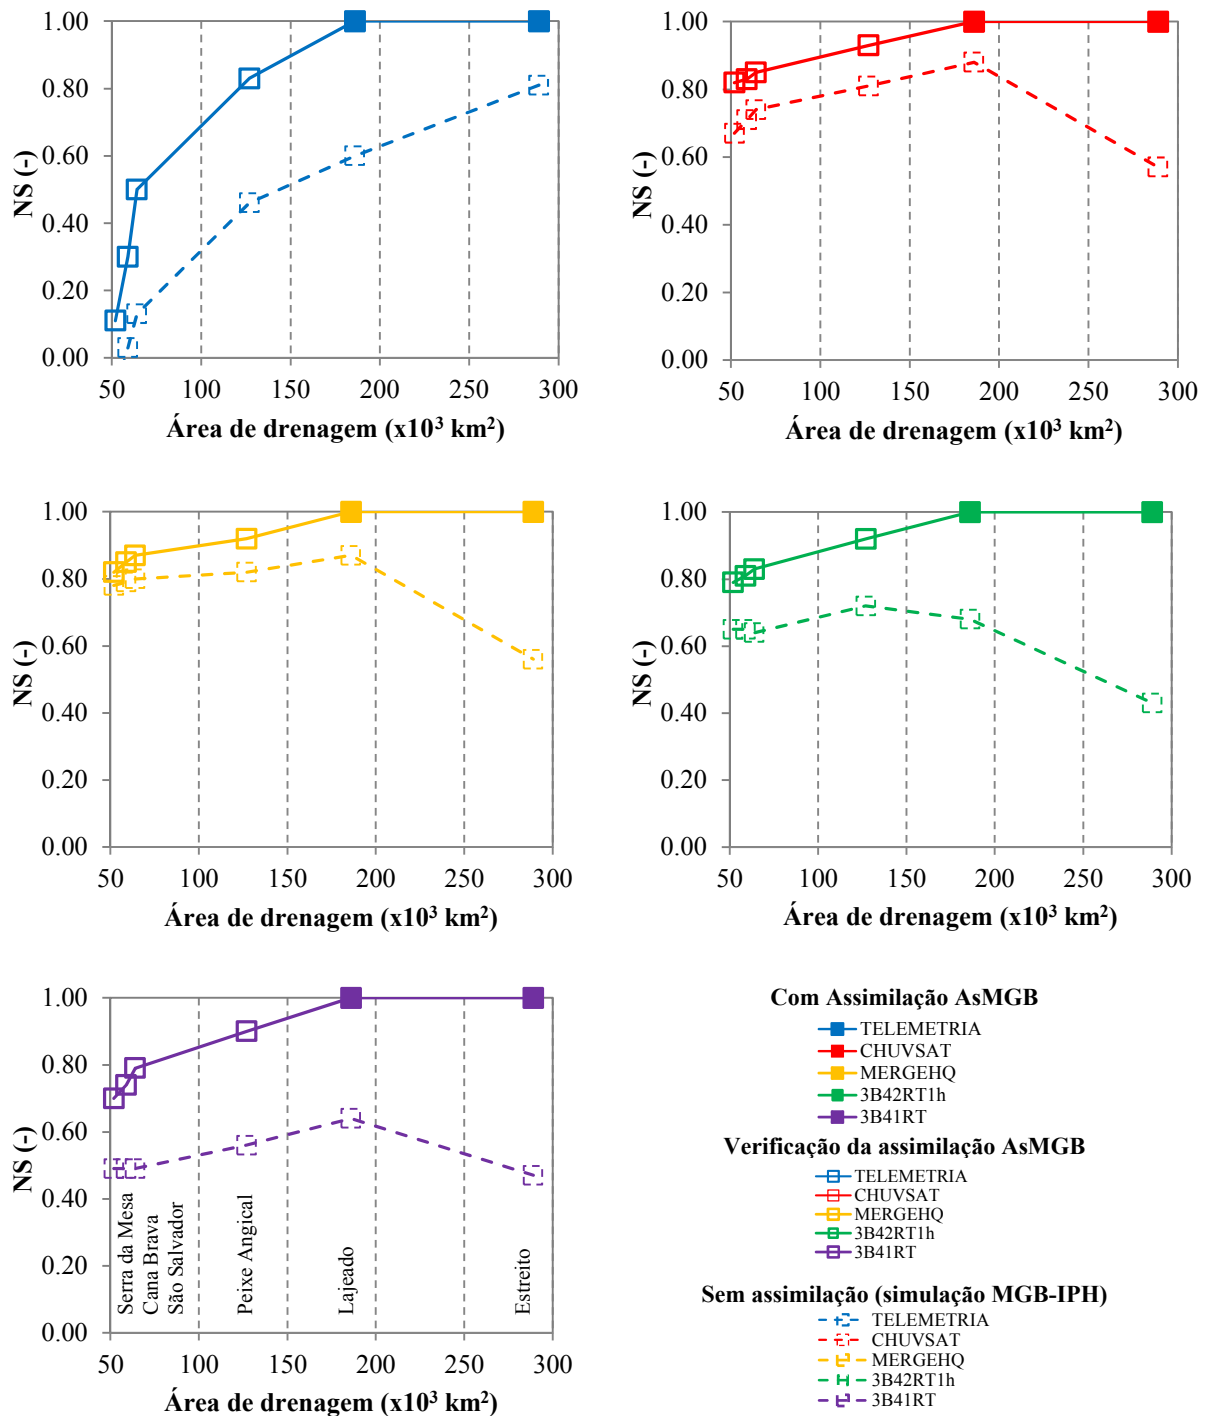 1.00
0.80
0.60
0.40
0.20
0.00
NS (-)
50 100 150 200 250 300
Área de drenagem (x10³ km²)
1.00
0.80
0.60
0.40
0.20
0.00
NS (-)
50 100 150 200 250 300
Área de drenagem (x10³ km²)
1.00
0.80
0.60
0.40
0.20
0.00
NS (-)
50 100 150 200 250 300
Área de drenagem (x10³ km²)
1.00
0.80
0.60
0.40
0.20
0.00
NS (-)
50 100 150 200 250 300
Área de drenagem (x10³ km²)
1.00
0.80
0.60
0.40
0.20
0.00
NS (-)
Serra da Mesa
Cana Brava
São Salvador
Peixe Angical
Lajeado
Estreito
50 100 150 200 250 300
Área de drenagem (x10³ km²)
Com Assimilação AsMGB
TELEMETRIA
CHUVSAT
MERGEHQ
3B42RT1h
3B41RT
Verificação da assimilação AsMGB
TELEMETRIA
CHUVSAT
MERGEHQ
3B42RT1h
3B41RT
Sem assimilação (simulação MGB-IPH)
TELEMETRIA
CHUVSAT
MERGEHQ
3B42RT1h
3B41RT